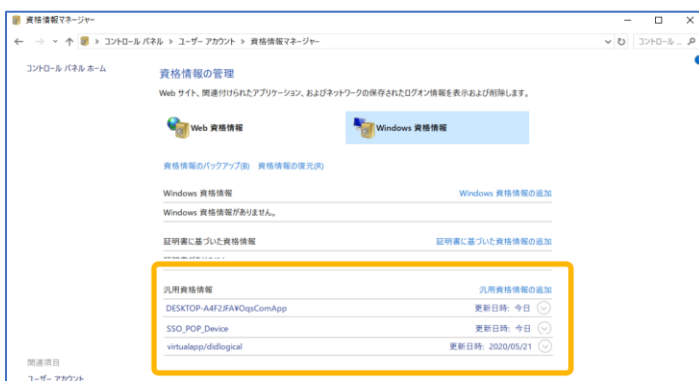 資格情報マネージャー
コントロール パネル > ユーザー アカウント > 資格情報マネージャー
コントロール ...
コントロール パネル ホーム
資格情報の管理
Web サイト、関連付けられたアプリケーション、およびネットワークの保存されたログオン情報を表示および削除します。
Web 資格情報
Windows 資格情報
資格情報のバックアップ(B) 資格情報の復元(R)
Windows 資格情報 Windows 資格情報の追加
Windows 資格情報がありません。
証明書に基づいた資格情報 証明書に基づいた資格情報の追加
汎用資格情報 汎用資格情報の追加
DESKTOP-A4F2JFA¥OqsComApp 更新日時: 今日
SSO_POP_Device 更新日時: 今日
virtualapp/didlogical 更新日時: 2020/05/21
関連項目
ユーザー アカウント